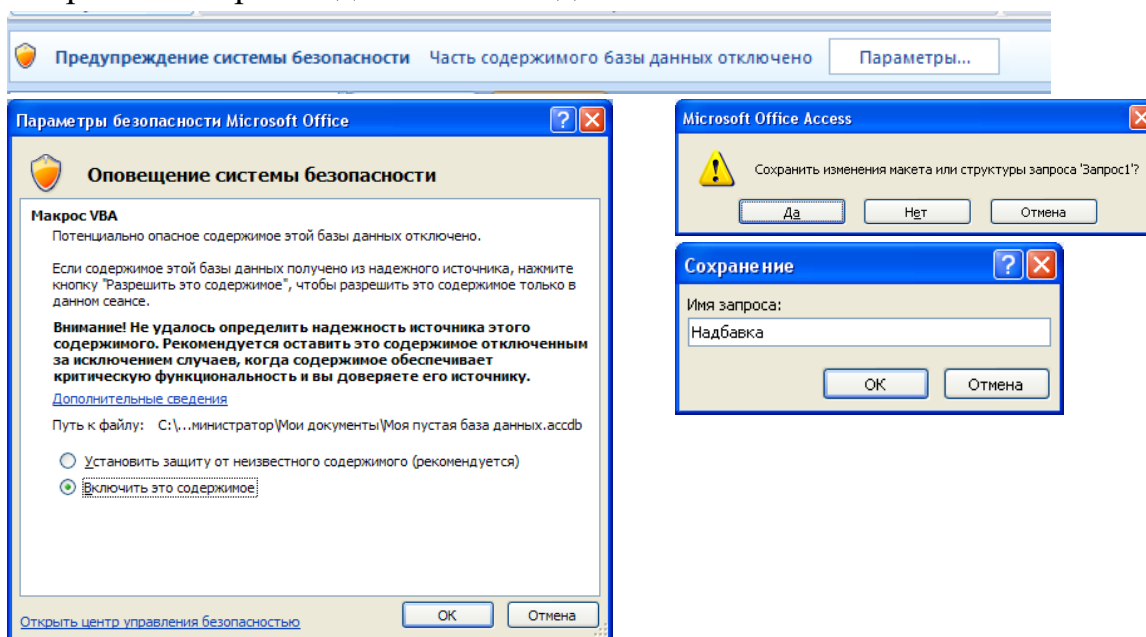 Предупреждение системы безопасности Часть содержимого базы данных отключено Параметры...
Параметры безопасности Microsoft Office
Оповещение системы безопасности
Макрос VBA
Потенциально опасное содержимое этой базы данных отключено.
Если содержимое этой базы данных получено из надежного источника, нажмите
кнопку "Разрешить это содержимое", чтобы разрешить это содержимое только в
данном сеансе.
Внимание! Не удалось определить надежность источника этого
содержимого. Рекомендуется оставить это содержимое отключенным
за исключением случаев, когда содержимое обеспечивает
критическую функциональность и вы доверяете его источнику.
Дополнительные сведения
Путь к файлу: C:\...министратор\Мои документы\Моя пустая база данных.accdb
Установить защиту от неизвестного содержимого (рекомендуется)
Включить это содержимое
Открыть центр управления безопасностью
ОК Отмена
Microsoft Office Access
Сохранить изменения макета или структуры запроса 'Запрос1'?
Да Нет Отмена
Сохранение
Имя запроса:
Надбавка
ОК Отмена